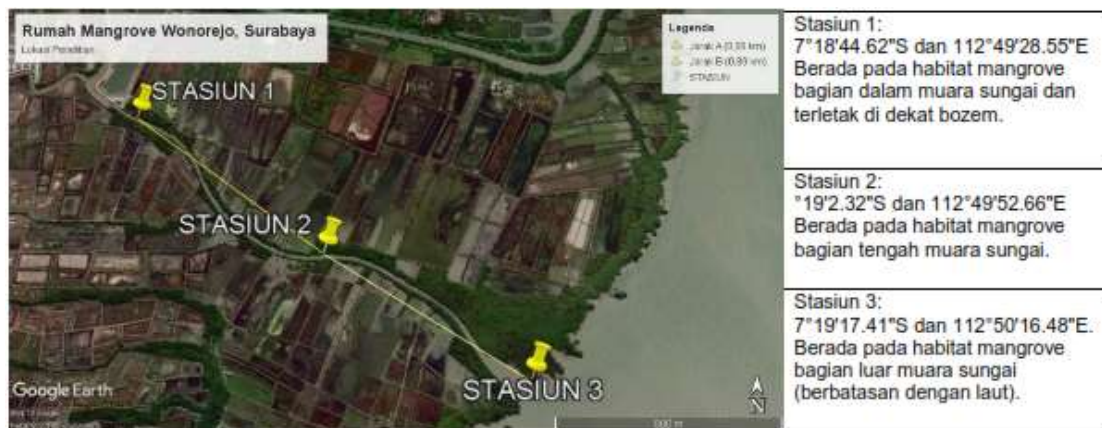 Rumah Mangrove Wonorejo, Surabaya
Lokasi Penelitian
Legenda
STASIUN
STASIUN 1
STASIUN 2
STASIUN 3
Google Earth
N
Stasiun 1:
7°18'44.62"S dan 112°49'28.55"E
Berada pada habitat mangrove
bagian dalam muara sungai dan
terletak di dekat bozem.
Stasiun 2:
°19'2.32"S dan 112°49'52.66"E
Berada pada habitat mangrove
bagian tengah muara sungai.
Stasiun 3:
7°19'17.41"S dan 112°50'16.48"E.
Berada pada habitat mangrove
bagian luar muara sungai
(berbatasan dengan laut).